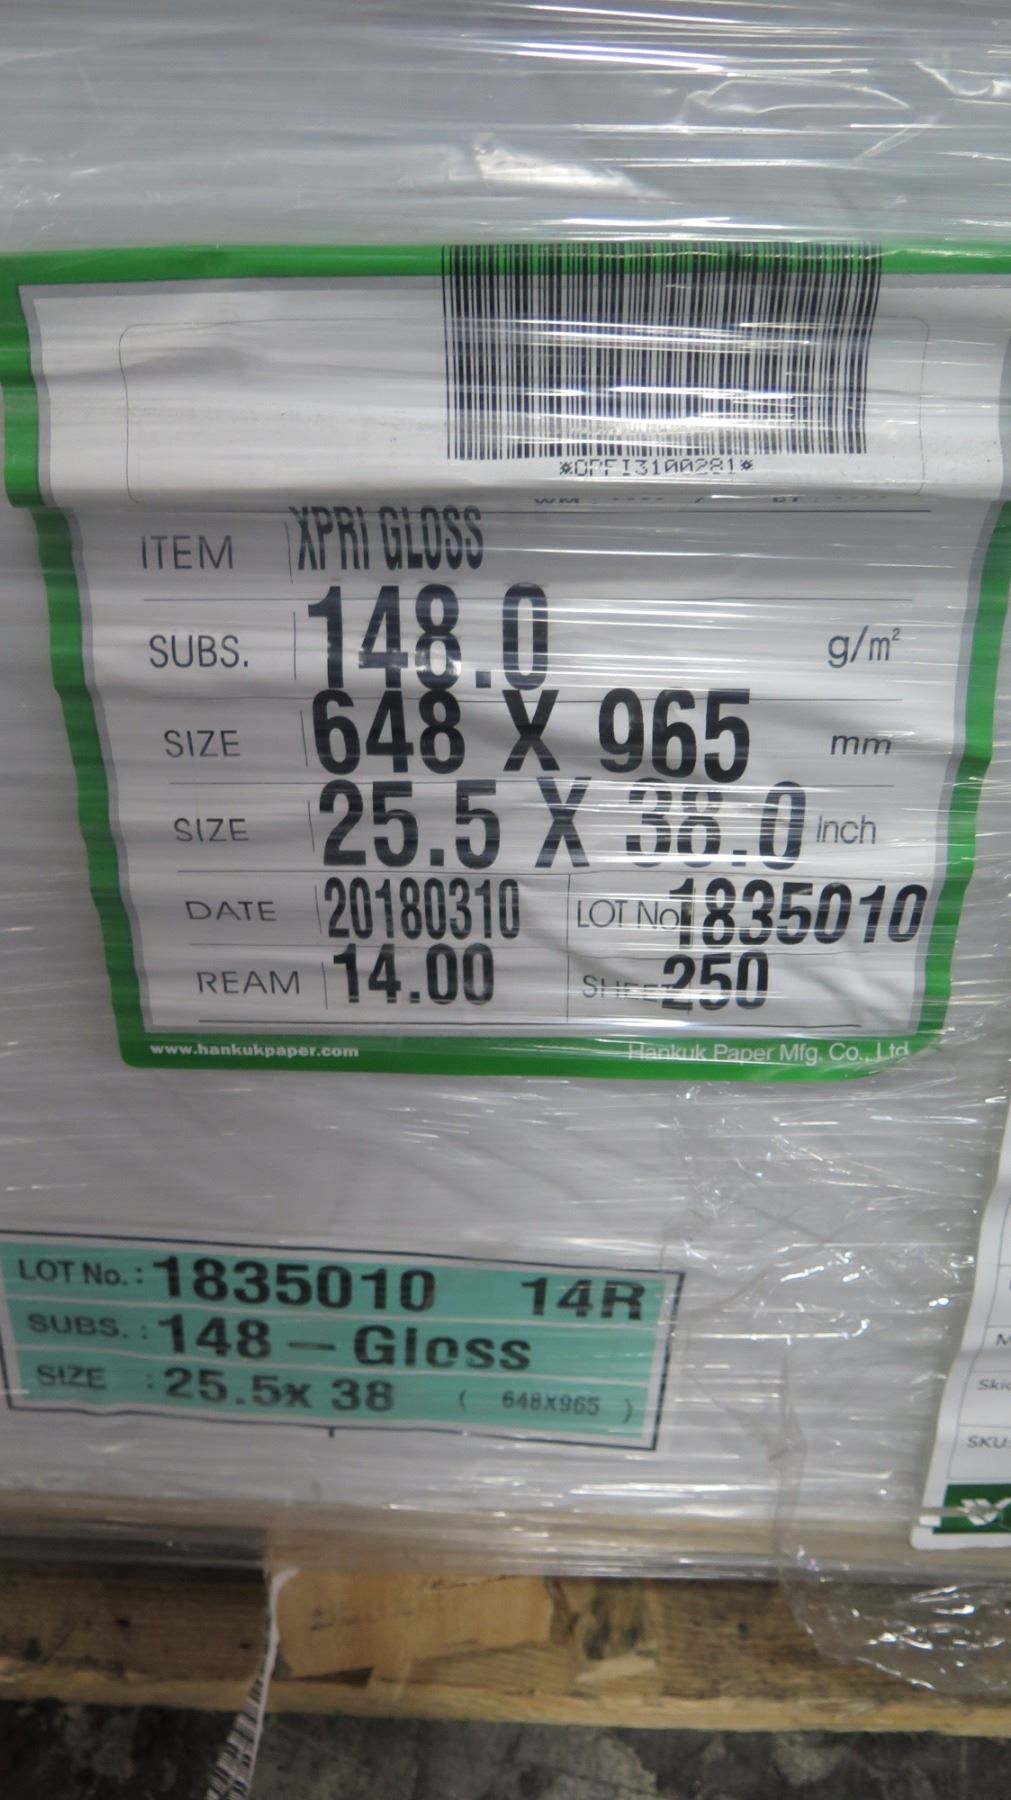 ITEM XPRI GLOSS
SUBS. 148.0 g/m²
SIZE 648 X 965 mm
SIZE 25.5 X 38.0 inch
DATE 20180310 LOT No 1835010
REAM 14.00 SHEET 250
www.hankukpaper.com Hankuk Paper Mfg. Co., Ltd
LOT No.: 1835010 14R
SUBS. : 148 – Gloss
SIZE : 25.5x 38 ( 648X965 )
SKU: